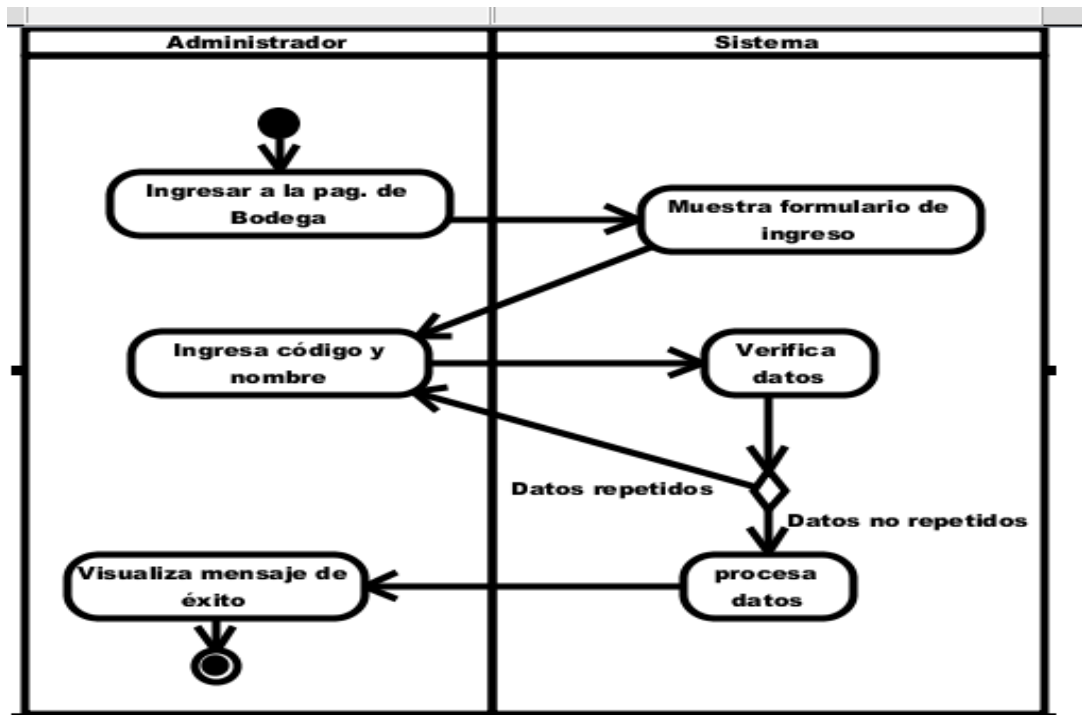 Administrador
Sistema
Ingresar a la pag. de
Bodega
Muestra formulario de
ingreso
Ingresa código y
nombre
Verifica
datos
Datos repetidos
Datos no repetidos
procesa
datos
Visualiza mensaje de
éxito